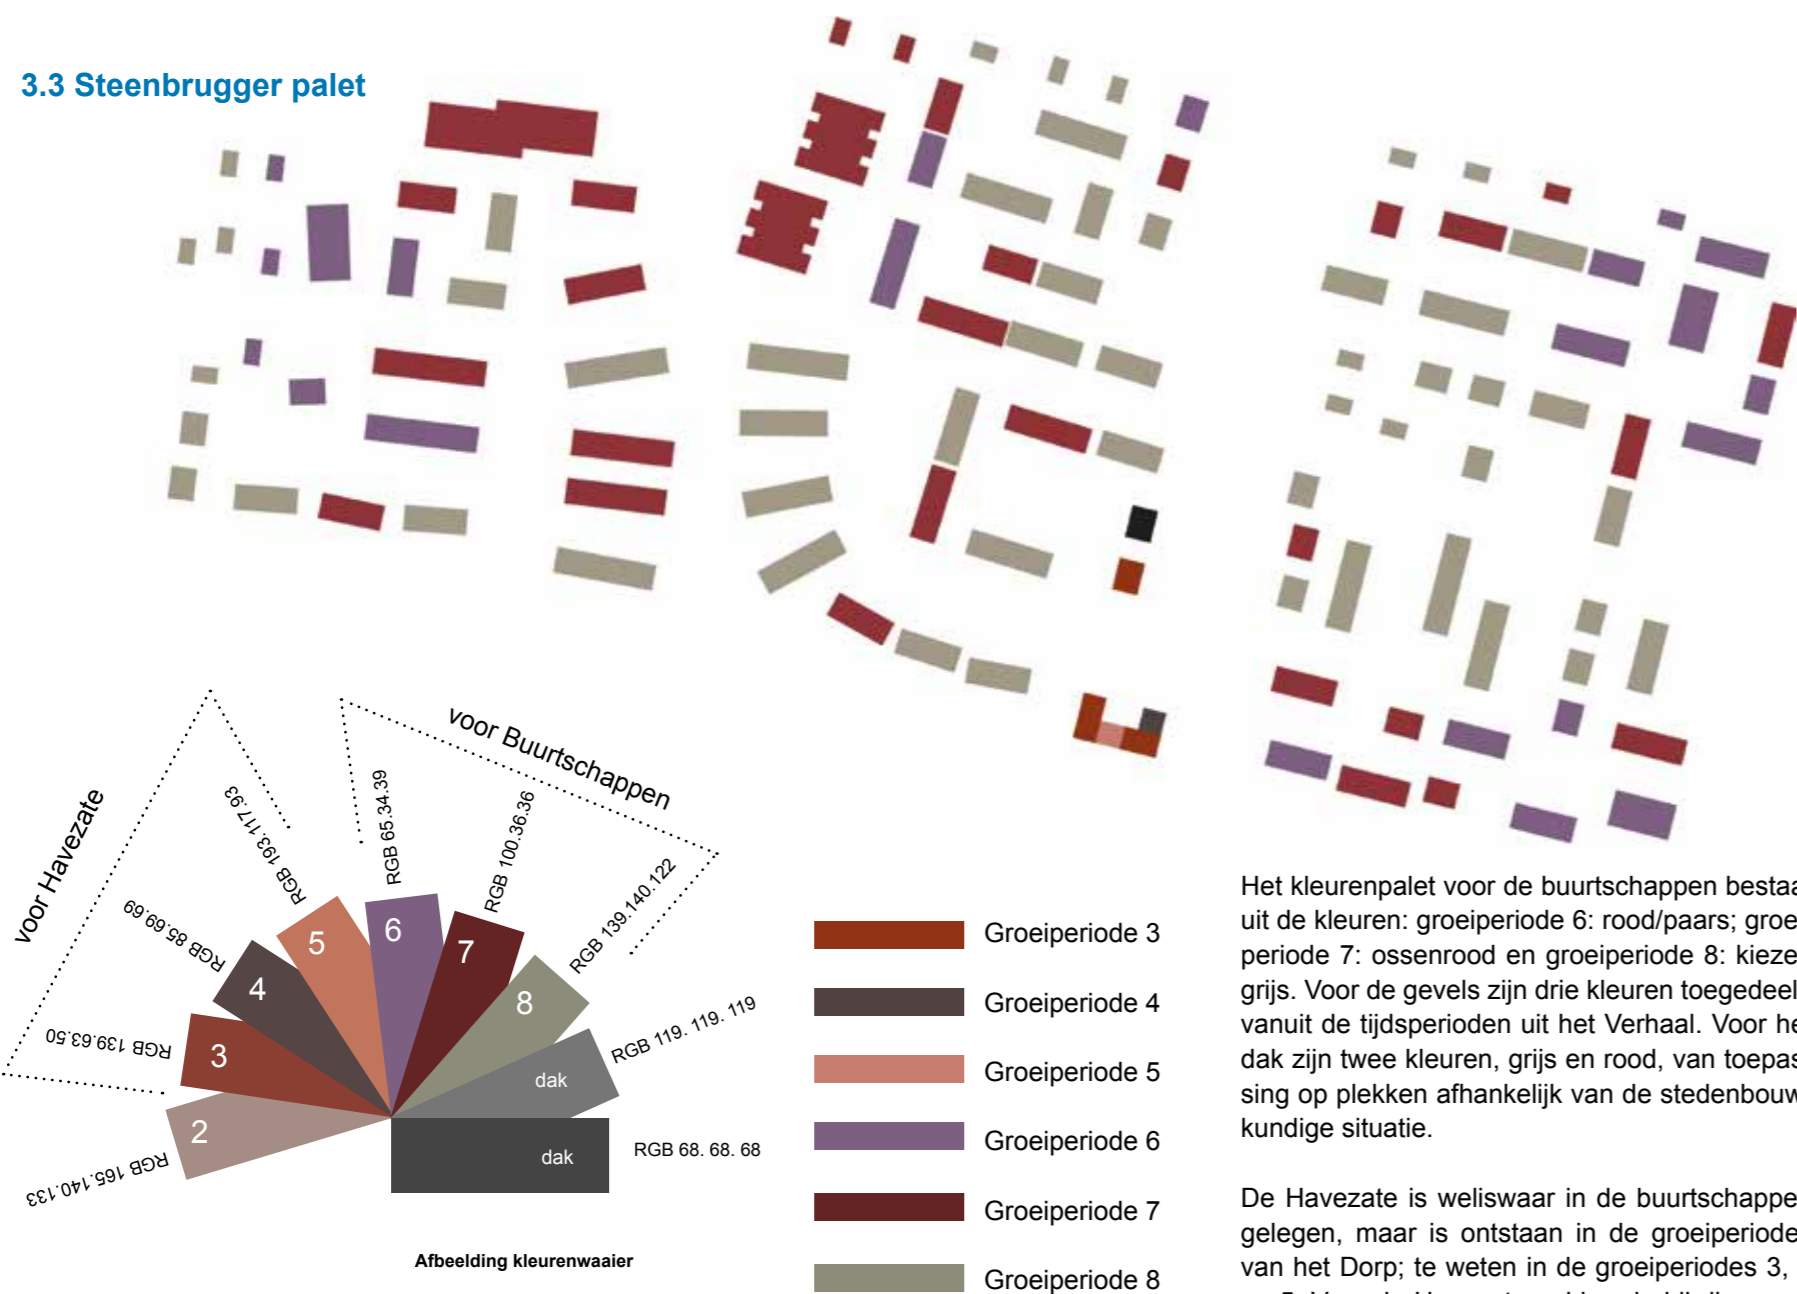 3.3 Steenbrugger palet
voor Havezate
voor Buurtschappen
RGB 165.140.133
RGB 139.63.50
RGB 85.69.69
RGB 193.117.93
RGB 65.34.39
RGB 100.36.36
RGB 139.140.122
RGB 119. 119. 119
RGB 68. 68. 68
2
3
4
5
6
7
8
dak
dak
Afbeelding kleurenwaaier
Groeiperiode 3
Groeiperiode 4
Groeiperiode 5
Groeiperiode 6
Groeiperiode 7
Groeiperiode 8
Het kleurenpalet voor de buurtschappen bestaa
uit de kleuren: groeiperiode 6: rood/paars; groe
periode 7: ossenrood en groeiperiode 8: kieze
grijs. Voor de gevels zijn drie kleuren toegedeel
vanuit de tijdsperioden uit het Verhaal. Voor he
dak zijn twee kleuren, grijs en rood, van toepas
sing op plekken afhankelijk van de stedenbouw
kundige situatie.
De Havezate is weliswaar in de buurtschappe
gelegen, maar is ontstaan in de groeiperiode
van het Dorp; te weten in de groeiperiodes 3,